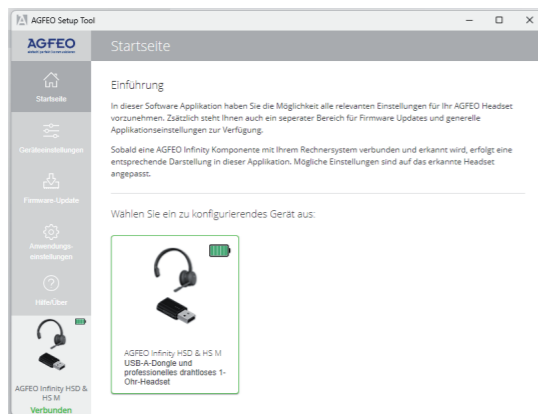 AGFEO Setup Tool
AGFEO
Startseite
Startseite
Geräteeinstellungen
Firmware-Update
Anwendungs-
einstellungen
Hilfe/Über
Einführung
In dieser Software Applikation haben Sie die Möglichkeit alle relevanten Einstellungen für Ihr AGFEO Headset
vorzunehmen. Zsätzlich steht Ihnen auch ein seperater Bereich für Firmware Updates und generelle
Applikationseinstellungen zur Verfügung.
Sobald eine AGFEO Infinity Komponente mit Ihrem Rechnersystem verbunden und erkannt wird, erfolgt eine
entsprechende Darstellung in dieser Application. Mögliche Einstellungen sind auf das erkannte Headset
angepasst.
Wählen Sie ein zu konfigurierendes Gerät aus:
AGFEO Infinity HSD & HS M
USB-A-Dongle und
professionelles drahtloses 1-
Ohr-Headset
AGFEO Infinity HSD &
HS M
Verbunden